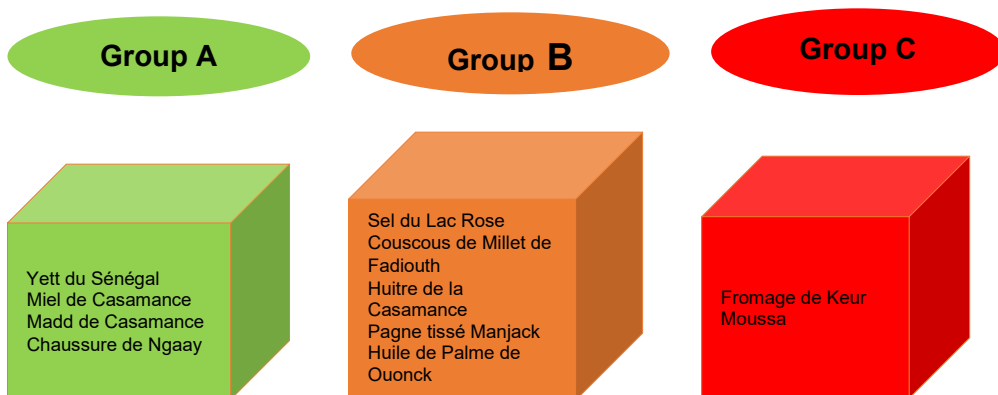 Group A
Group B
Group C
Yett du Sénégal
Miel de Casamance
Madd de Casamance
Chaussure de Ngaay
Sel du Lac Rose
Couscous de Millet de
Fadiouth
Huitre de la
Casamance
Pagne tissé Manjack
Huile de Palme de
Ouonck
Fromage de Keur
Moussa